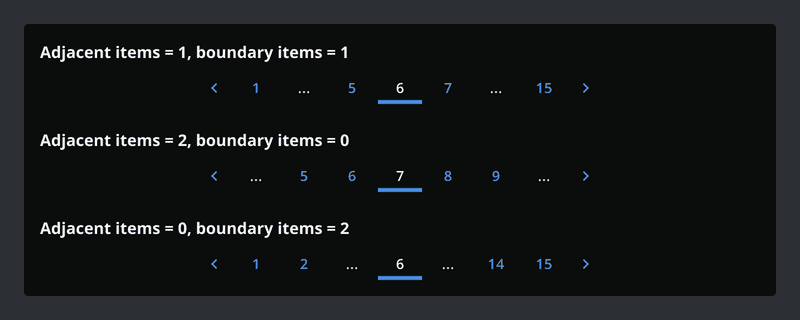 Adjacent items = 1, boundary items = 1
< 1 ... 5 6 7 ... 15 >
Adjacent items = 2, boundary items = 0
< ... 5 6 7 8 9 ... >
Adjacent items = 0, boundary items = 2
< 1 2 ... 6 ... 14 15 >